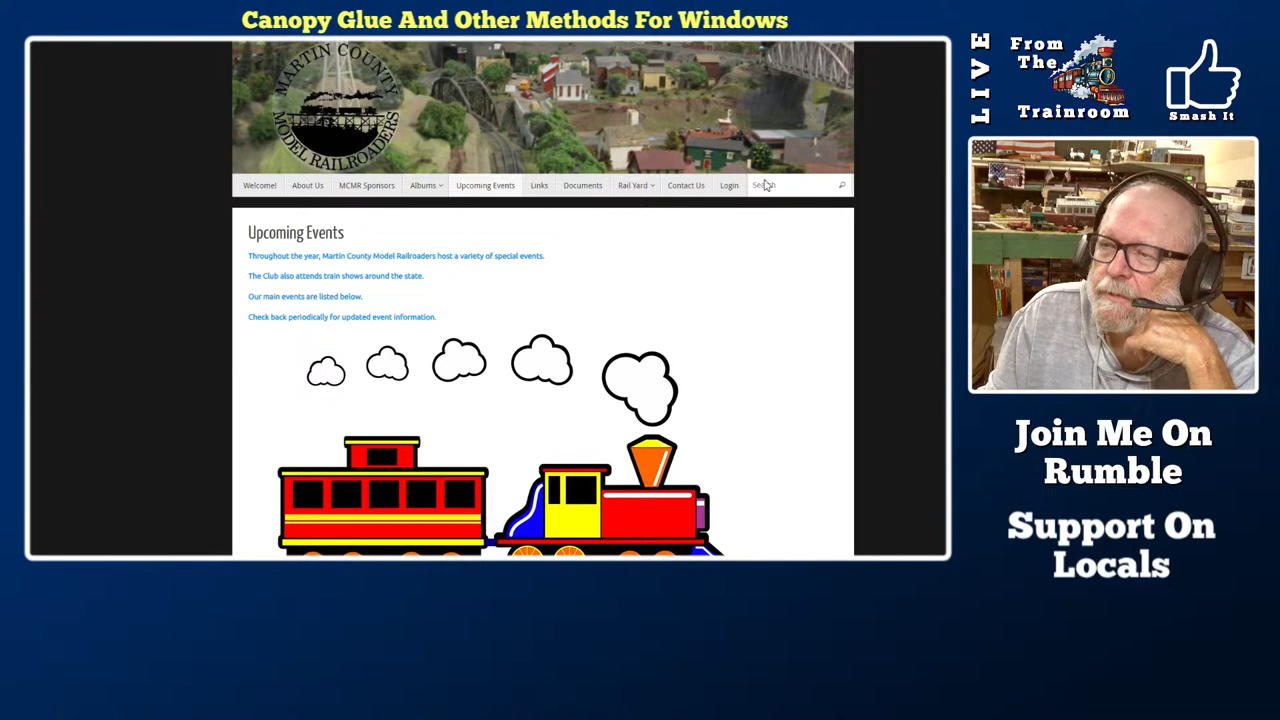 Canopy Glue And Other Methods For Windows
MARTIN COUNTY
MODEL RAILROADERS
Welcome!
About Us
MCMR Sponsors
Albums
Upcoming Events
Links
Documents
Rail Yard
Contact Us
Login
Search
Upcoming Events
Throughout the year, Martin County Model Railroaders host a variety of special events.
The Club also attends train shows around the state.
Our main events are listed below.
Check back periodically for updated event information.
LIVE
From
The
Trainroom
Smash It
Join Me On
Rumble
Support On
Locals